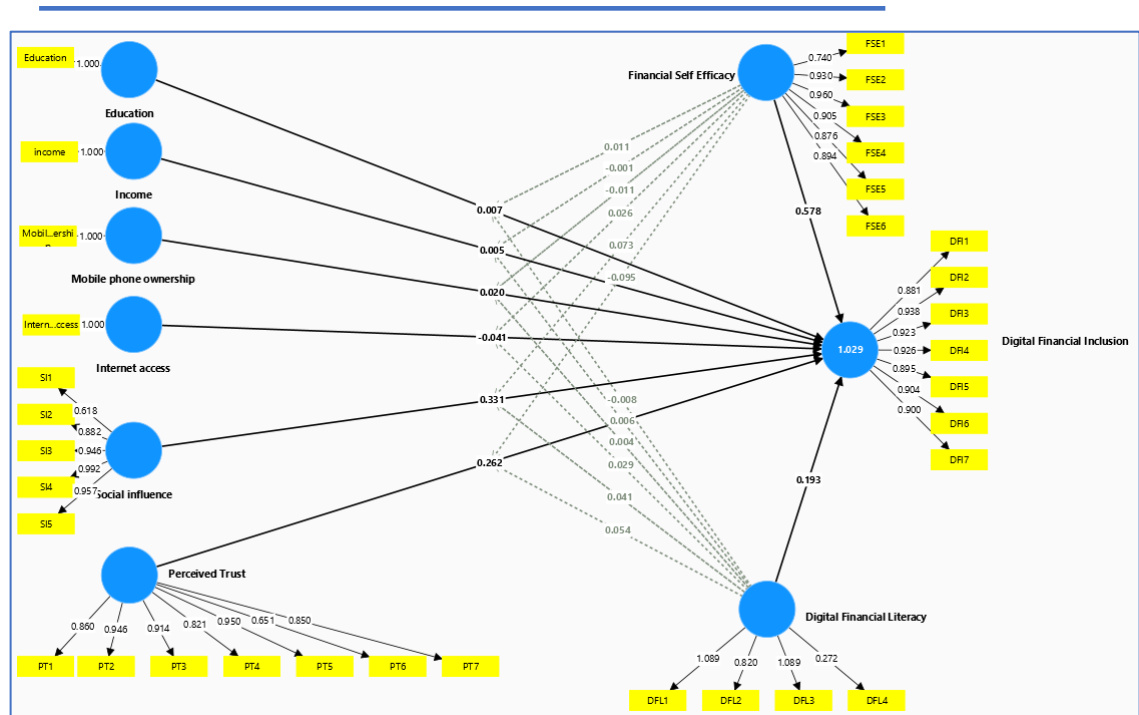 Education
1.000
Education
income
1.000
Income
Mobil...ershi
p
1.000
Mobile phone ownership
Intern...ccess
1.000
Internet access
SI1
SI2
SI3
SI4
SI5
0.618
0.882
0.946
0.992
0.957
Social influence
Perceived Trust
0.860
0.946
0.914
0.821
0.950
0.651
0.850
PT1
PT2
PT3
PT4
PT5
PT6
PT7
0.007
0.005
0.020
-0.041
0.331
0.262
0.011
-0.001
-0.011
0.026
0.073
-0.095
-0.008
0.006
0.004
0.029
0.041
0.054
Financial Self Efficacy
0.740
0.930
0.960
0.905
0.876
0.894
FSE1
FSE2
FSE3
FSE4
FSE5
FSE6
0.578
1.029
0.881
0.938
0.923
0.926
0.895
0.904
0.900
DFI1
DFI2
DFI3
DFI4
DFI5
DFI6
DFI7
Digital Financial Inclusion
0.193
Digital Financial Literacy
1.089
0.820
1.089
0.272
DFL1
DFL2
DFL3
DFL4